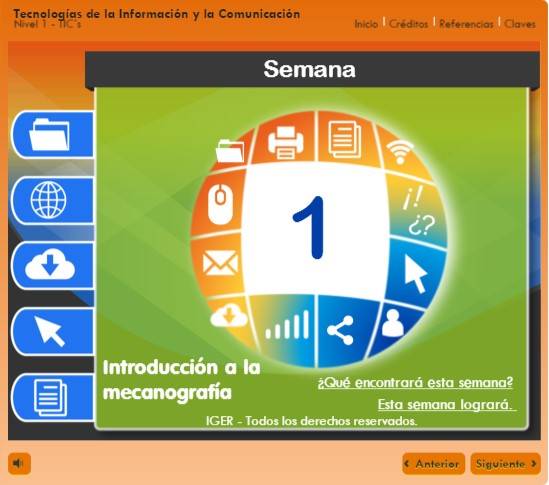 Tecnologías de la Información y la Comunicación
Nivel 1 - TIC´s
Inicio | Créditos | Referencias | Claves
Semana
1
¡!
¿?
Introducción a la
mecanografía
¿Qué encontrará esta semana?
Esta semana logrará.
IGER - Todos los derechos reservados.
Anterior
Siguiente